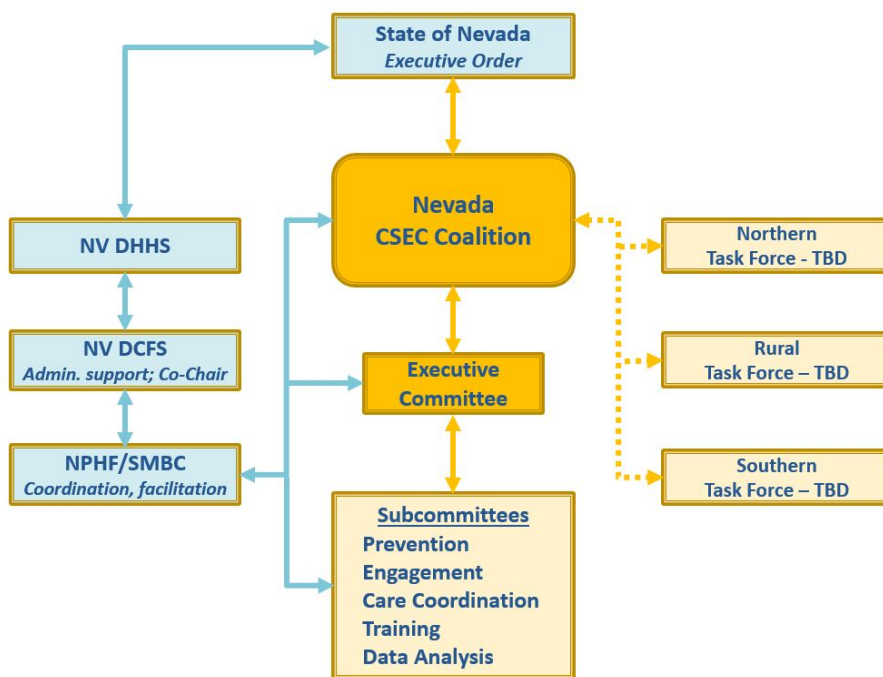 State of Nevada
Executive Order
Nevada
CSEC Coalition
NV DHHS
NV DCFS
Admin. support; Co-Chair
NPHF/SMBC
Coordination, facilitation
Executive
Committee
Subcommittees
Prevention
Engagement
Care Coordination
Training
Data Analysis
Northern
Task Force - TBD
Rural
Task Force – TBD
Southern
Task Force – TBD